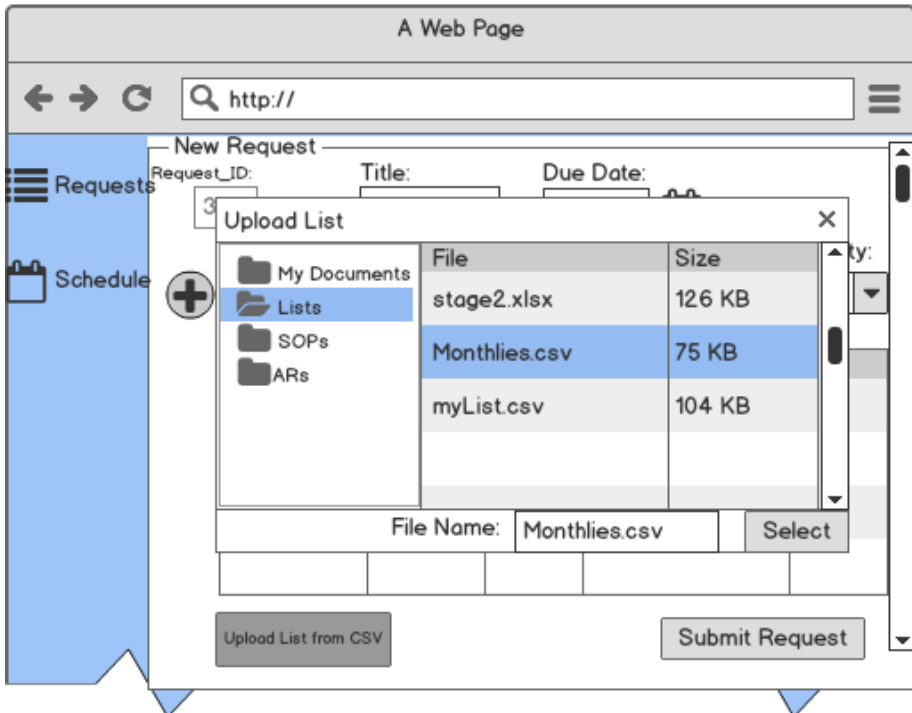 A Web Page
http://
New Request
Requests
Request_ID:
Title:
Due Date:
3
Upload List
ty:
Schedule
My Documents
Lists
SOPs
ARs
File Size
stage2.xlsx 126 KB
Monthlies.csv 75 KB
myList.csv 104 KB
File Name: Monthlies.csv Select
Upload List from CSV
Submit Request